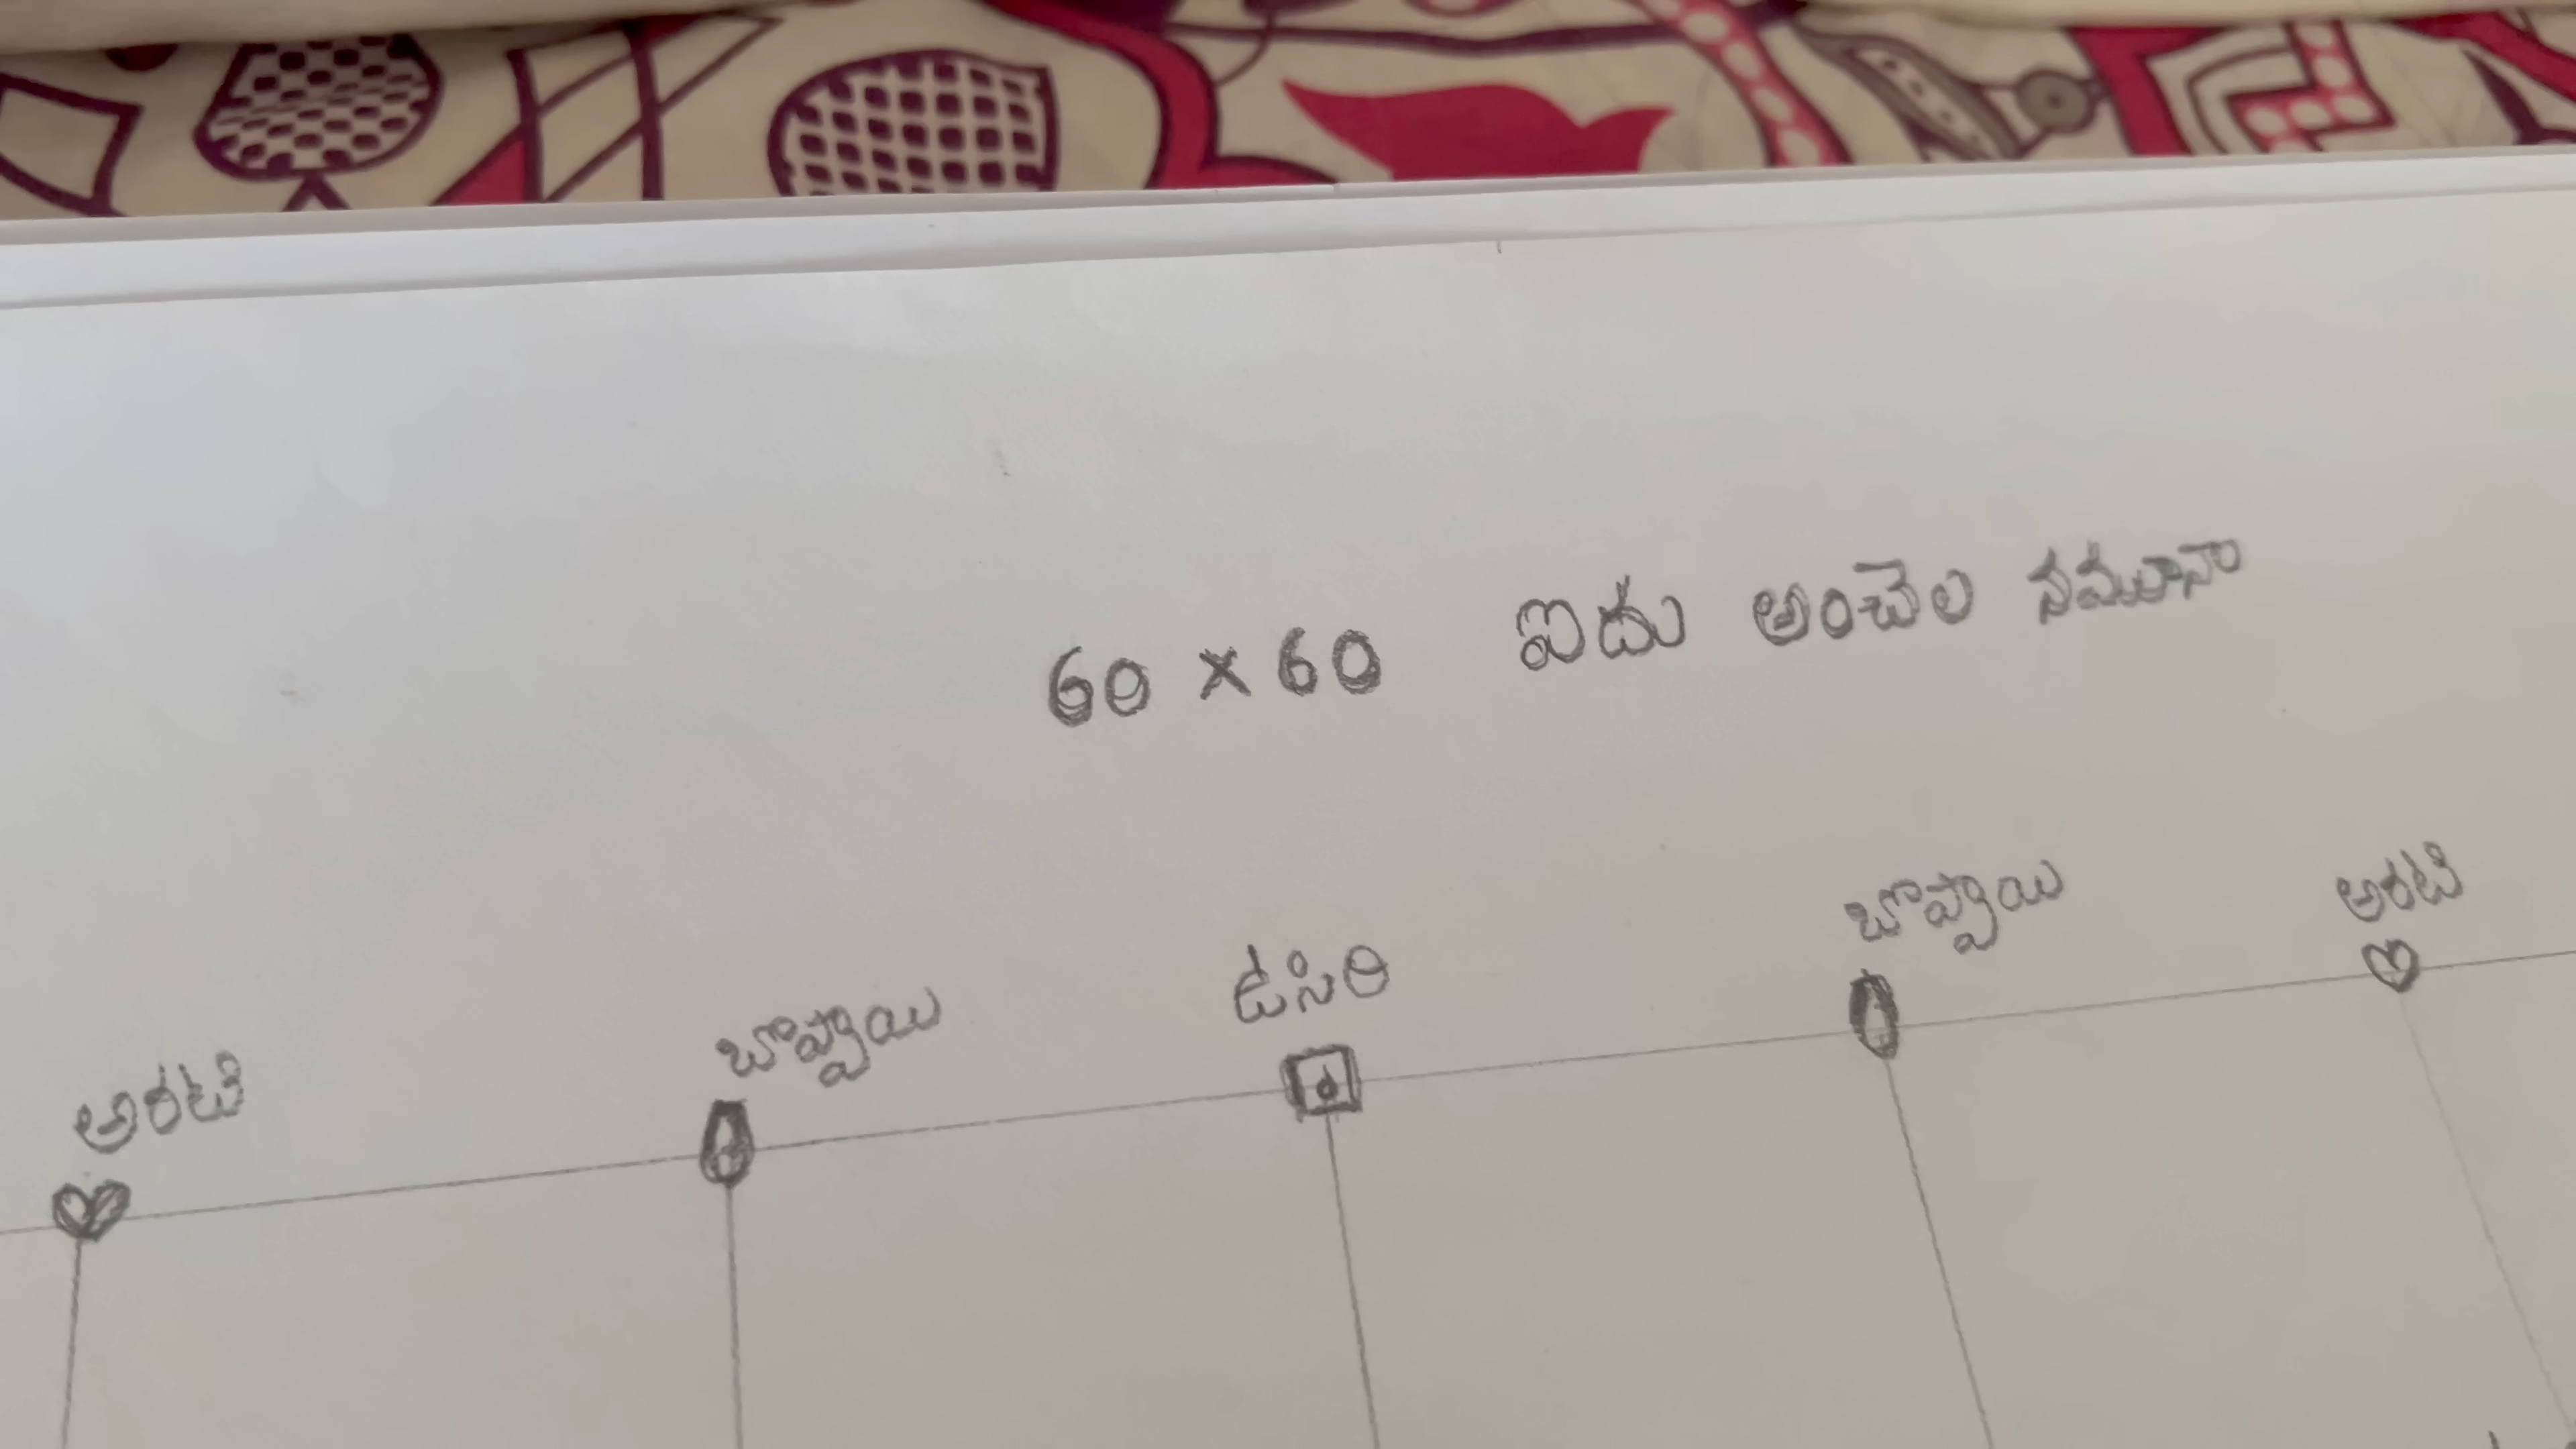 60 × 60 ఐదు అంచెల నమూనా
అరటి బొప్పాయి ఉసిరి బొప్పాయి అరటి